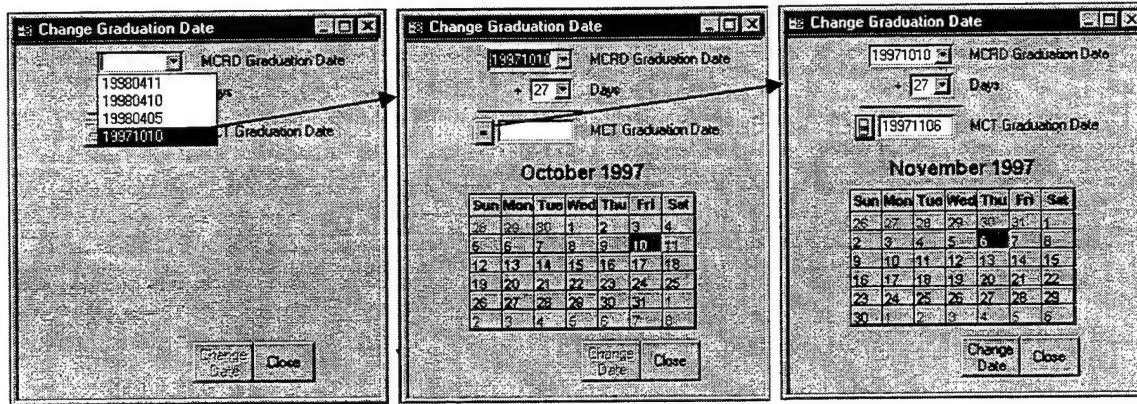 Change Graduation Date
MCRD Graduation Date
19980411
19980410
19980405
19971010
ys
CT Graduation Date
Change Date
Close
Change Graduation Date
19971010 MCRD Graduation Date
+ 27 Days
= MCT Graduation Date
October 1997
Sun Mon Tue Wed Thu Fri Sat
28 29 30 1 2 3 4
5 6 7 8 9 10 11
12 13 14 15 16 17 18
19 20 21 22 23 24 25
26 27 28 29 30 31 1
2 3 4 5 6 7 8
Change Date
Close
Change Graduation Date
19971010 MCRD Graduation Date
+ 27 Days
= 19971106 MCT Graduation Date
November 1997
Sun Mon Tue Wed Thu Fri Sat
26 27 28 29 30 31 1
2 3 4 5 6 7 8
9 10 11 12 13 14 15
16 17 18 19 20 21 22
23 24 25 26 27 28 29
30 1 2 3 4 5 6
Change Date
Close